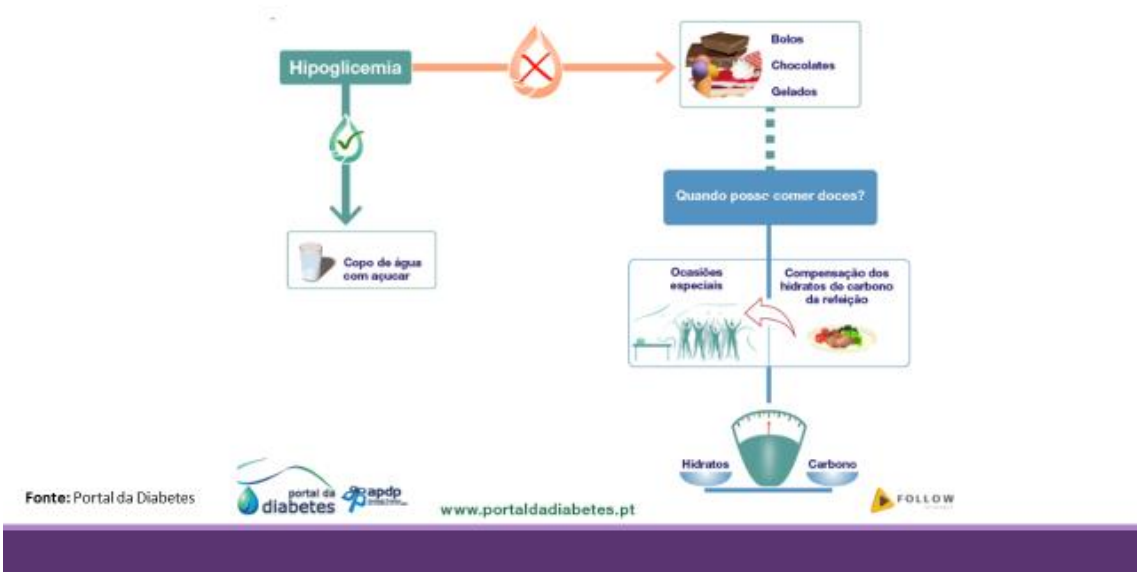 Hipoglicemia
Bolos
Chocolates
Gelados
Quando posso comer doces?
Copo de água
com açucar
Ocasiões
especiais
Compensação dos
hidratos de carbono
da refeição
Hidratos
Carbono
Fonte: Portal da Diabetes
portal da
diabetes
apdp
www.portaldadiabetes.pt
FOLLOW